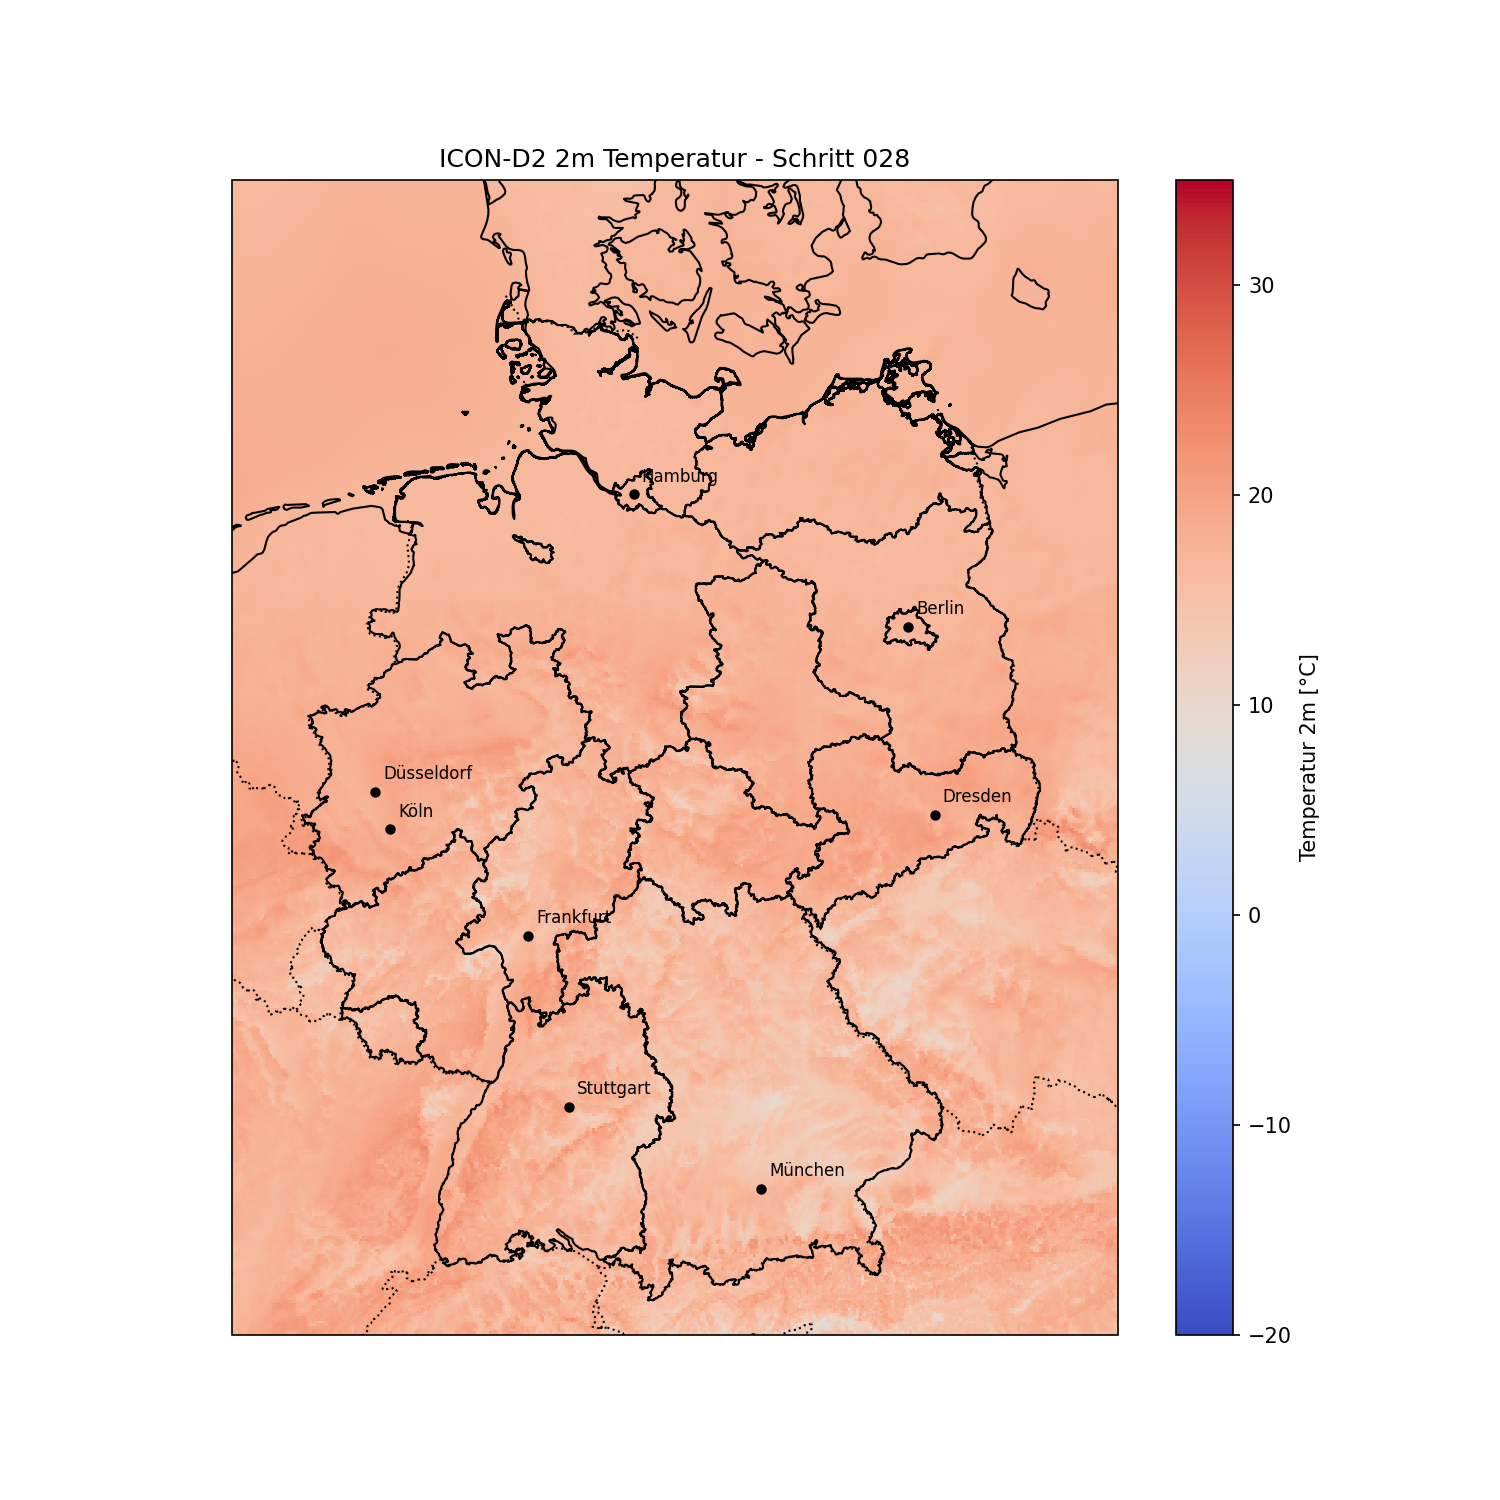 ICON-D2 2m Temperatur - Schritt 028
Hamburg
Berlin
Düsseldorf
Köln
Dresden
Frankfurt
Stuttgart
München
30
20
10
0
−10
−20
Temperatur 2m [°C]